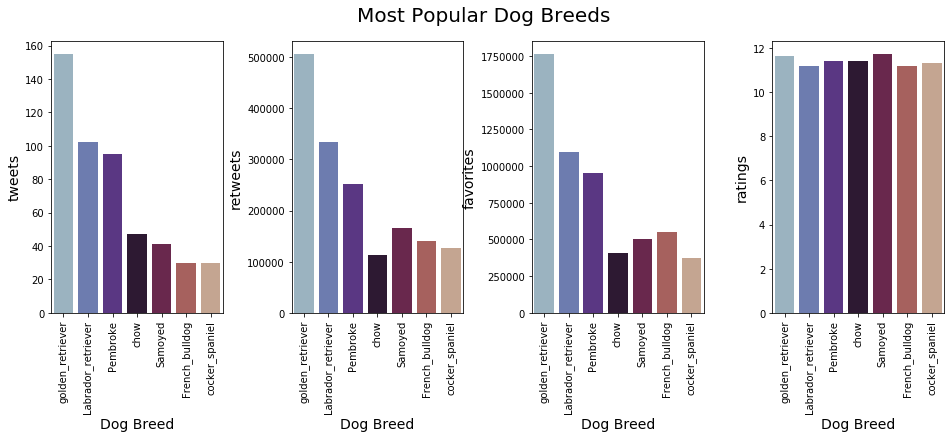 Most Popular Dog Breeds
tweets
160
140
120
100
80
60
40
20
0
golden_retriever
Labrador_retriever
Pembroke
chow
Samoyed
French_bulldog
cocker_spaniel
Dog Breed
retweets
500000
400000
300000
200000
100000
0
golden_retriever
Labrador_retriever
Pembroke
chow
Samoyed
French_bulldog
cocker_spaniel
Dog Breed
favorites
1750000
1500000
1250000
1000000
750000
500000
250000
0
golden_retriever
Labrador_retriever
Pembroke
chow
Samoyed
French_bulldog
cocker_spaniel
Dog Breed
ratings
12
10
8
6
4
2
0
golden_retriever
Labrador_retriever
Pembroke
chow
Samoyed
French_bulldog
cocker_spaniel
Dog Breed